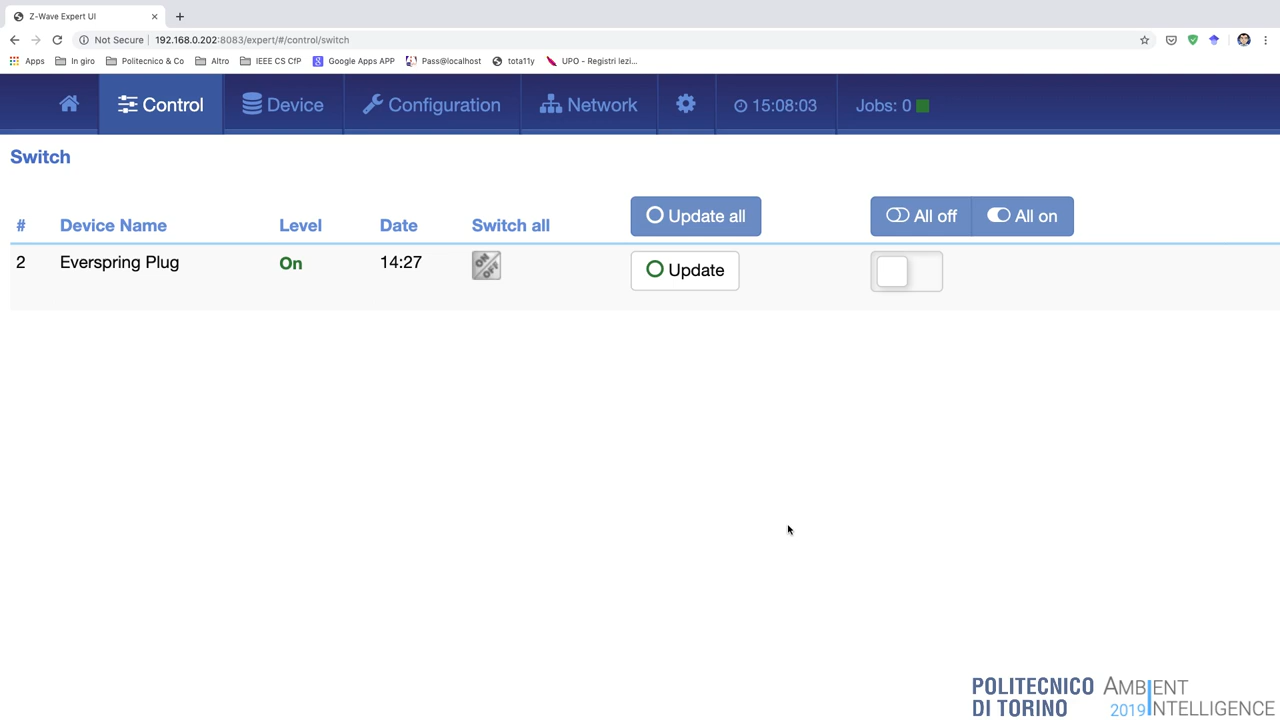 Z-Wave Expert UI
Not Secure | 192.168.0.202:8083/expert/#/control/switch
Apps In giro Politecnico & Co Altro IEEE CS CfP Google Apps APP Pass@localhost tota11y UPO - Registri lezi...
Control Device Configuration Network 15:08:03 Jobs: 0
Switch
# Device Name Level Date Switch all Update all All off All on
2 Everspring Plug On 14:27 ON OFF Update
POLITECNICO DI TORINO
AMBIENT 2019 INTELLIGENCE